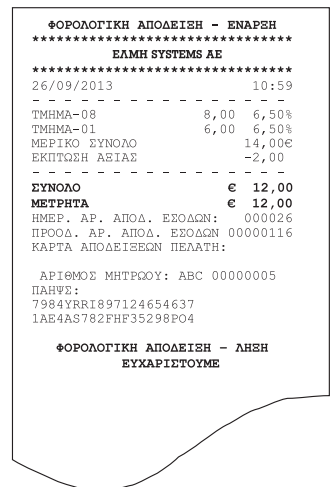 ΦΟΡΟΛΟΓΙΚΗ ΑΠΟΔΕΙΞΗ - ΕΝΑΡΞΗ
********************************
ΕΛΜΗ SYSTEMS ΑΕ
********************************
26/09/2013 10:59
- - - - - - - - - - - - - - - -
ΤΜΗΜΑ-08 8,00 6,50%
ΤΜΗΜΑ-01 6,00 6,50%
ΜΕΡΙΚΟ ΣΥΝΟΛΟ 14,00€
ΕΚΠΤΩΣΗ ΑΞΙΑΣ -2,00
- - - - - - - - - - - - - - - -
ΣΥΝΟΛΟ € 12,00
ΜΕΤΡΗΤΑ € 12,00
ΗΜΕΡ. ΑΡ. ΑΠΟΔ. ΕΣΟΔΩΝ: 000026
ΠΡΟΟΔ. ΑΡ. ΑΠΟΔ. ΕΣΟΔΩΝ 00000116
ΚΑΡΤΑ ΑΠΟΔΕΙΞΕΩΝ ΠΕΛΑΤΗ:
ΑΡΙΘΜΟΣ ΜΗΤΡΩΟΥ: ABC 00000005
ΠΑΗΨΣ:
7984YRRI897124654637
1AE4AS782FHF35298PO4
ΦΟΡΟΛΟΓΙΚΗ ΑΠΟΔΕΙΞΗ - ΛΗΞΗ
ΕΥΧΑΡΙΣΤΟΥΜΕ